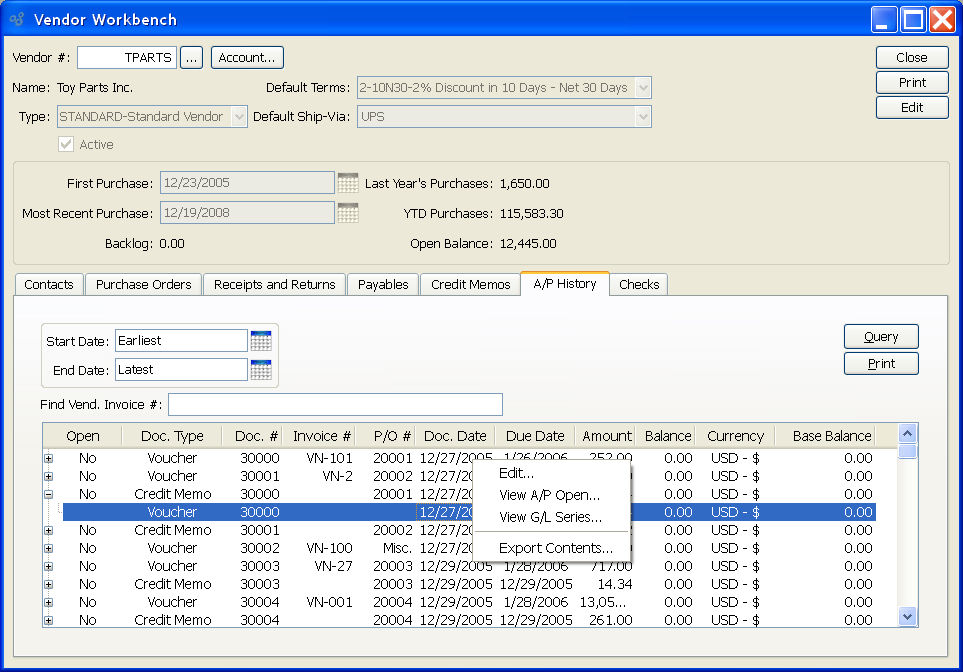 Vendor Workbench
Vendor #: TPARTS ... Account... Close
Print
Name: Toy Parts Inc. Default Terms: 2-10N30-2% Discount in 10 Days - Net 30 Days
Edit
Type: STANDARD-Standard Vendor Default Ship-Via: UPS
Active
First Purchase: 12/23/2005 Last Year's Purchases: 1,650.00
Most Recent Purchase: 12/19/2008 YTD Purchases: 115,583.30
Backlog: 0.00 Open Balance: 12,445.00
Contacts Purchase Orders Receipts and Returns Payables Credit Memos A/P History Checks
Start Date: Earliest Query
End Date: Latest Print
Find Vend. Invoice #:
Open Doc. Type Doc. # Invoice # P/O # Doc. Date Due Date Amount Balance Currency Base Balance
No Voucher 30000 VN-101 20001 12/27/2005 1/26/2006 252.00 0.00 USD - $ 0.00
No Voucher 30001 VN-2 20002 12/27/20 0.00 USD - $ 0.00
No Credit Memo 30000 20001 12/27/20 0.00 USD - $ 0.00
Voucher 30000 12/27/20 0.00 USD - $ 0.00
No Credit Memo 30001 20002 12/27/20 0.00 USD - $ 0.00
No Voucher 30002 VN-100 Misc. 12/27/20 0.00 USD - $ 0.00
No Voucher 30003 VN-27 20003 12/29/2005 1/28/2006 717.00 0.00 USD - $ 0.00
No Credit Memo 30003 20003 12/29/2005 12/29/2005 14.34 0.00 USD - $ 0.00
No Voucher 30004 VN-001 20004 12/29/2005 1/28/2006 13,05... 0.00 USD - $ 0.00
No Credit Memo 30004 20004 12/29/2005 12/29/2005 261.00 0.00 USD - $ 0.00
Edit...
View A/P Open...
View G/L Series...
Export Contents...